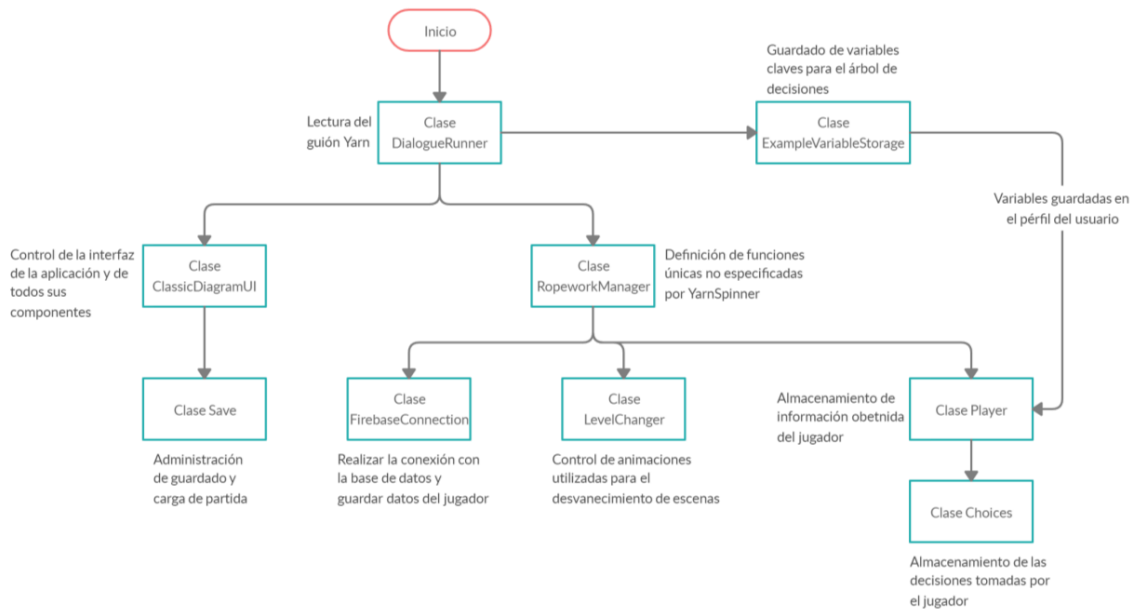 Inicio
Guardado de variables
claves para el árbol de
decisiones
Lectura del
guión Yarn
Clase
DialogueRunner
Clase
ExampleVariableStorage
Variables guardadas en
el pérfil del usuario
Control de la interfaz
de la aplicación y de
todos sus
componentes
Clase
ClassicDiagramUI
Clase
RopeworkManager
Definición de funciones
únicas no especificadas
por YarnSpinner
Clase Save
Clase
FirebaseConnection
Clase
LevelChanger
Almacenamiento de
información obetnida
del jugador
Clase Player
Administración
de guardado y
carga de partida
Realizar la conexión con
la base de datos y
guardar datos del jugador
Control de animaciones
utilizadas para el
desvanecimiento de escenas
Clase Choices
Almacenamiento de las
decisiones tomadas por
el jugador